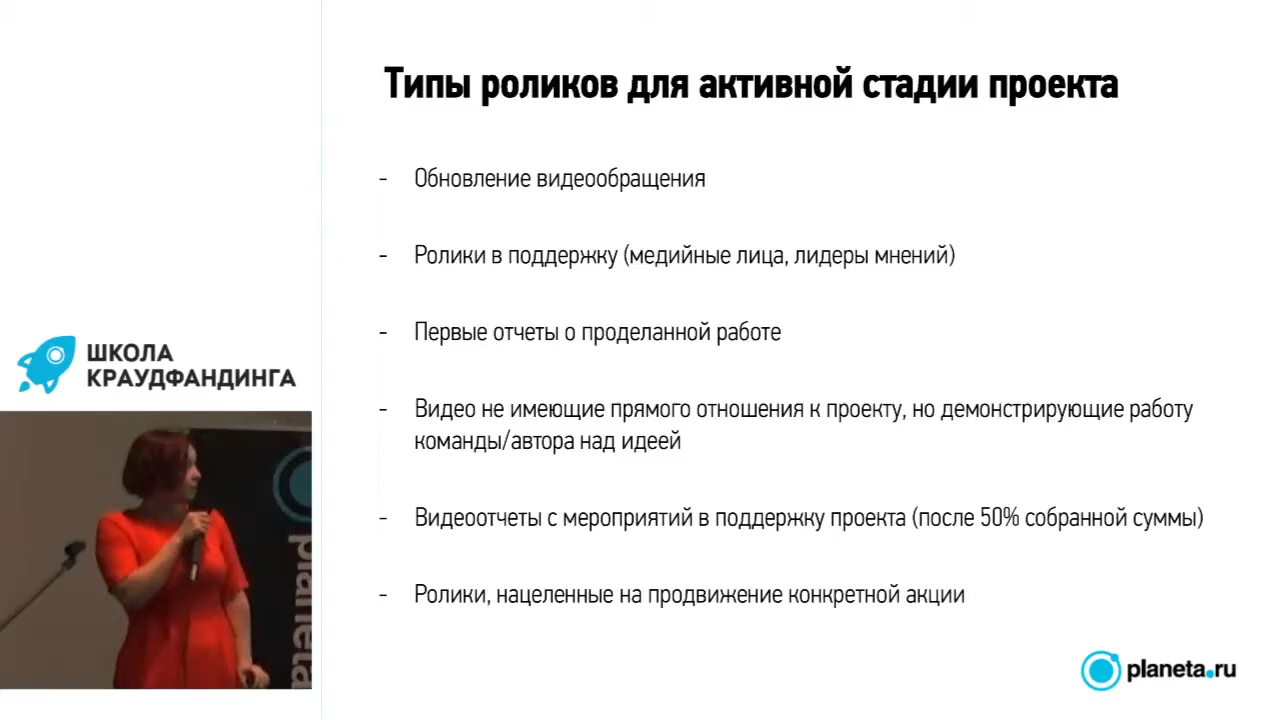 Типы роликов для активной стадии проекта
- Обновление видеообращения
- Ролики в поддержку (медийные лица, лидеры мнений)
- Первые отчеты о проделанной работе
- Видео не имеющие прямого отношения к проекту, но демонстрирующие работу
команды/автора над идеей
- Видеоотчеты с мероприятий в поддержку проекта (после 50% собранной суммы)
- Ролики, нацеленные на продвижение конкретной акции
ШКОЛА
КРАУДФАНДИНГА
planeta
planeta.ru